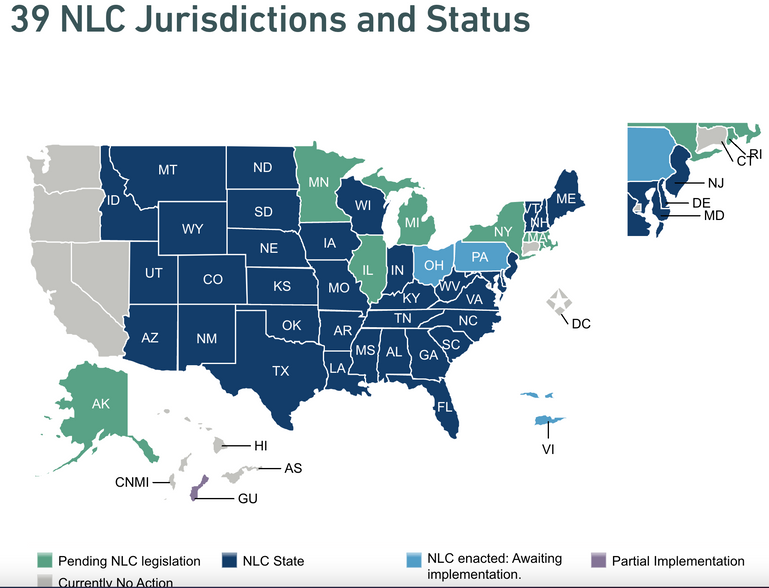 39 NLC Jurisdictions and Status
MT
ND
MN
ID
SD
WI
MI
WY
VT
NH
ME
NY
MA
RI
CT
NJ
DE
MD
IA
NE
IL
IN
OH
PA
UT
CO
KS
MO
KY
WV
VA
AZ
NM
OK
AR
TN
NC
SC
TX
LA
MS
AL
GA
FL
DC
VI
AK
HI
AS
CNMI
GU
Pending NLC legislation
NLC State
NLC enacted: Awaiting
implementation.
Partial Implementation
Currently No Action